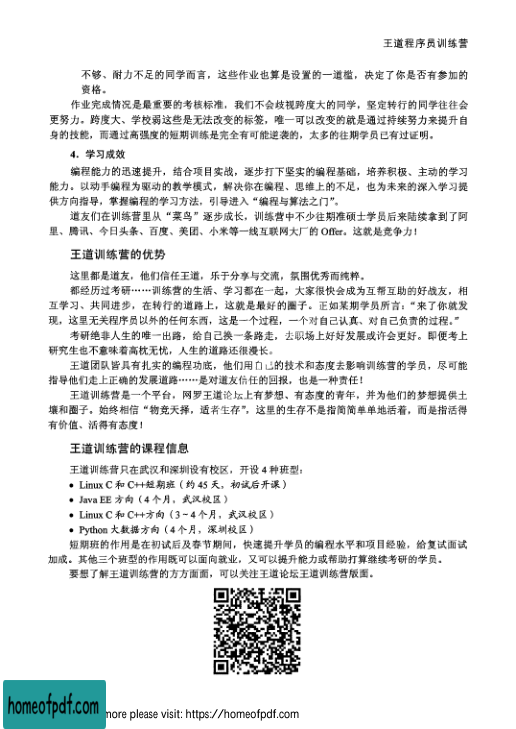 王道程序员训练营
不够、耐力不足的同学而言，这些作业也算是设置的一道槛，决定了你是否有参加的
资格。
作业完成情况是最重要的考核标准，我们不会歧视跨度大的同学，坚定转行的同学往往会
更努力。跨度大、学校弱这些是无法改变的标签，唯一可以改变的就是通过持续努力来提升自
身的技能，而通过高强度的短期训练是完全有可能逆袭的，太多的往期学员已有过证明。
4．学习成效
编程能力的迅速提升，结合项目实战，逐步打下坚实的编程基础，培养积极、主动的学习
能力。以动手编程为驱动的教学模式，解决你在编程、思维上的不足，也为未来的深入学习提
供方向指导，掌握编程的学习方法，引导进入“编程与算法之门”。
道友们在训练营里从“菜鸟”逐步成长，训练营中不少往期准硕士学员后来陆续拿到了阿
里、腾讯、今日头条、百度、美团、小米等一线互联网大厂的 Offer。这就是竞争力！
王道训练营的优势
这里都是道友，他们信任王道，乐于分享与交流，氛围优秀而纯粹。
都经历过考研……训练营的生活、学习都在一起，大家很快会成为互帮互助的好战友，相
互学习、共同进步，在转行的道路上，这就是最好的圈子。正如某期学员所言：“来了你就发
现，这里无关程序员以外的任何东西，这是一个过程，一个对自己认真、对自己负责的过程。”
考研绝非人生的唯一出路，给自己换一条路走，去职场上好好发展或许会更好。即便考上
研究生也不意味着高枕无忧，人生的道路还很漫长。
王道团队皆具有扎实的编程功底，他们用自己的技术和态度去影响训练营的学员，尽可能
指导他们走上正确的发展道路……是对道友信任的回报，也是一种责任！
王道训练营是一个平台，网罗王道论坛上有梦想、有态度的青年，并为他们的梦想提供土
壤和圈子。始终相信“物竞天择，适者生存”，这里的生存不是指简简单单地活着，而是指活得
有价值、活得有态度！
王道训练营的课程信息
王道训练营只在武汉和深圳设有校区，开设 4 种班型：
● Linux C 和 C++短期班（约 45 天，初试后开课）
● Java EE 方向（4 个月，武汉校区）
● Linux C 和 C++方向（3～4 个月，武汉校区）
● Python 大数据方向（4 个月，深圳校区）
短期班的作用是在初试后及春节期间，快速提升学员的编程水平和项目经验，给复试面试
加成。其他三个班型的作用既可以面向就业，又可以提升能力或帮助打算继续考研的学员。
要想了解王道训练营的方方面面，可以关注王道论坛王道训练营版面。
homeofpdf.com
more please visit: https://homeofpdf.com